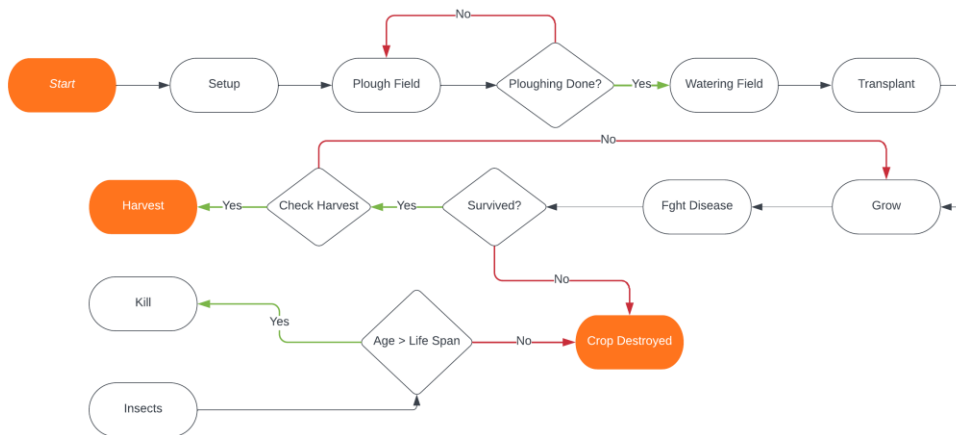 No
Start
Setup
Plough Field
Ploughing Done?
Yes
Watering Field
Transplant
No
Harvest
Yes
Check Harvest
Yes
Survived?
Fght Disease
Grow
No
Kill
Yes
Age > Life Span
No
Crop Destroyed
Insects